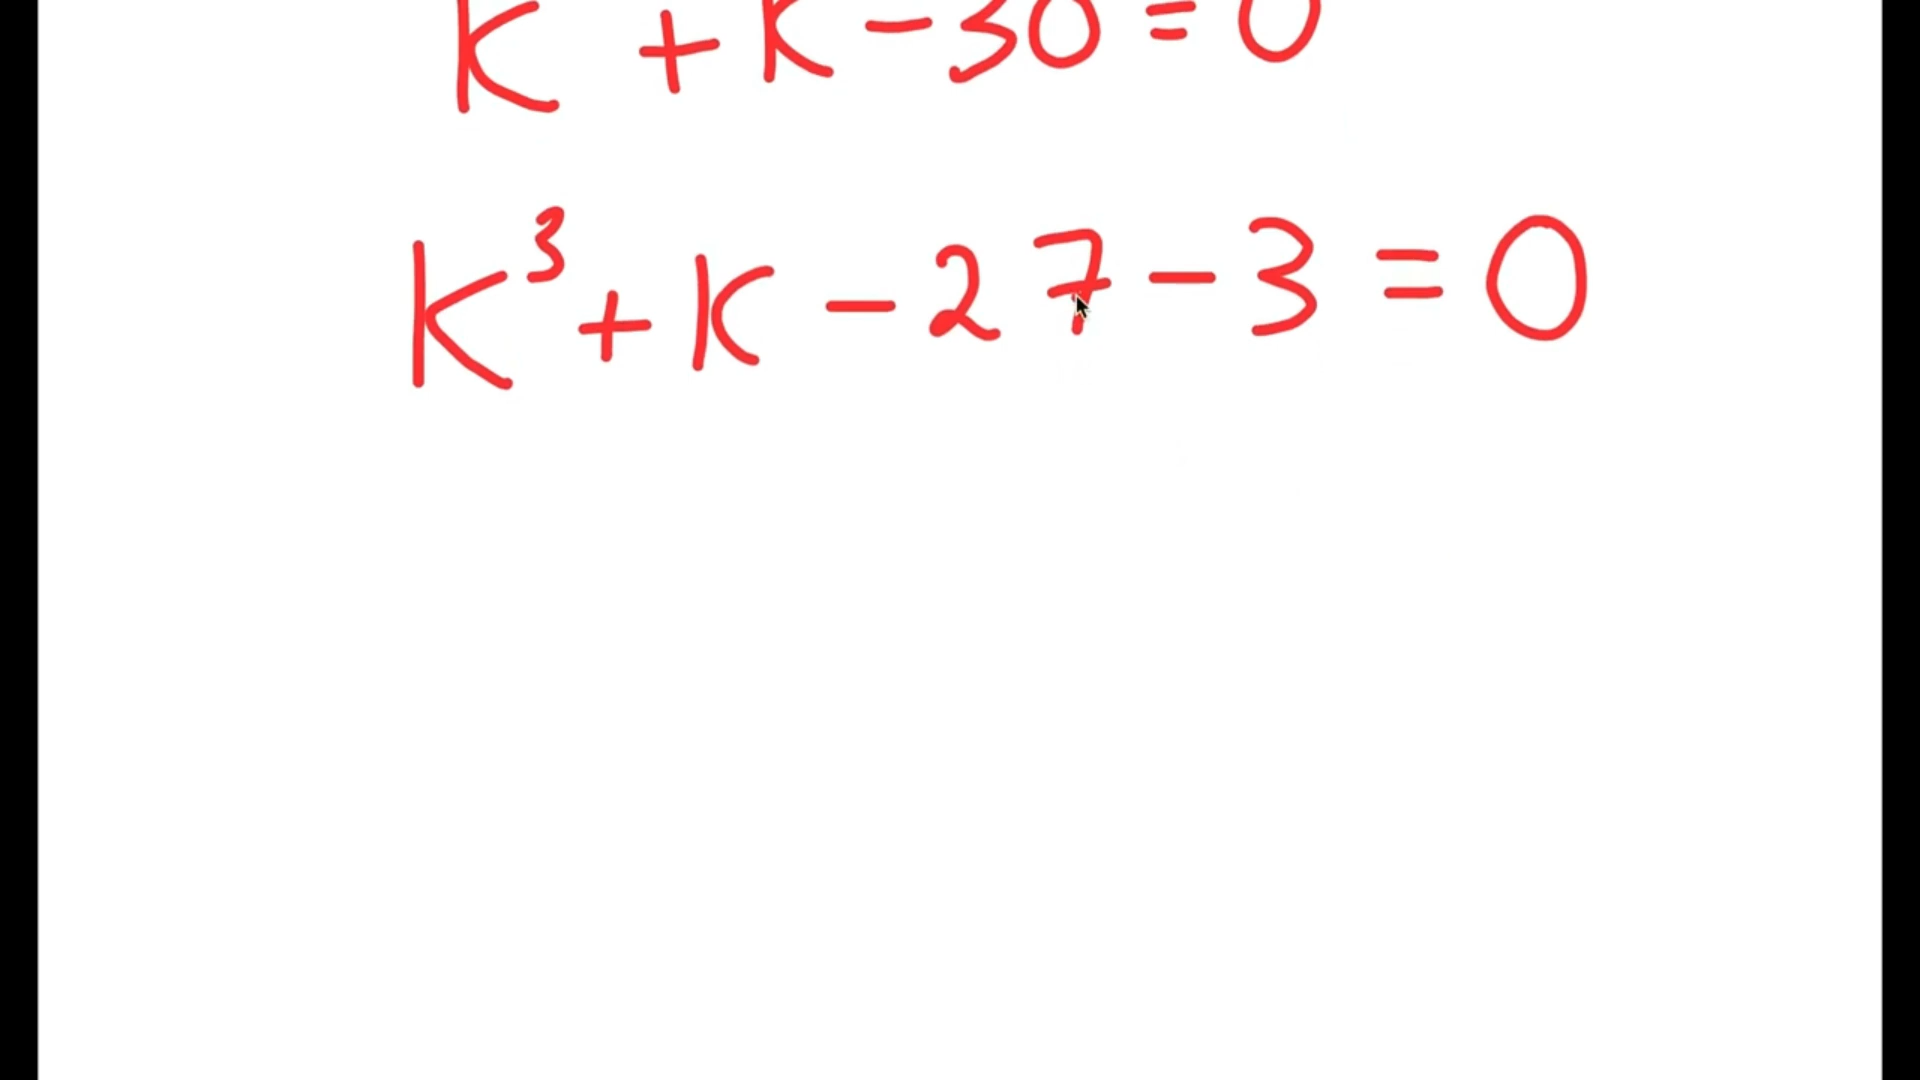 K + K - 30 = 0
K³ + K - 27 - 3 = 0